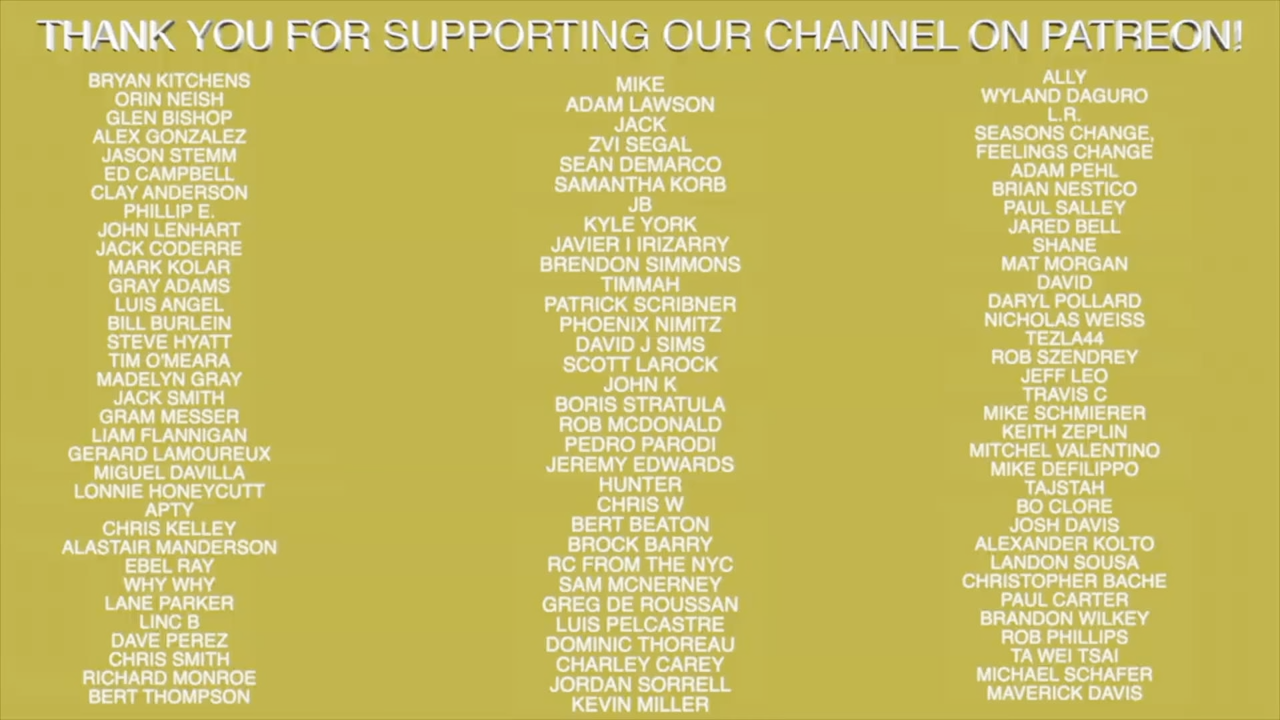 THANK YOU FOR SUPPORTING OUR CHANNEL ON PATREON!
BRYAN KITCHENS
ORIN NEISH
GLEN BISHOP
ALEX GONZALEZ
JASON STEMM
ED CAMPBELL
CLAY ANDERSON
PHILLIP E.
JOHN LENHART
JACK CODERRE
MARK KOLAR
GRAY ADAMS
LUIS ANGEL
BILL BURLEIN
STEVE HYATT
TIM O'MEARA
MADELYN GRAY
JACK SMITH
GRAM MESSER
LIAM FLANNIGAN
GERARD LAMOUREUX
MIGUEL DAVILLA
LONNIE HONEYCUTT
APTY
CHRIS KELLEY
ALASTAIR MANDERSON
EBEL RAY
WHY WHY
LANE PARKER
LINC B
DAVE PEREZ
CHRIS SMITH
RICHARD MONROE
BERT THOMPSON
MIKE
ADAM LAWSON
JACK
ZVI SEGAL
SEAN DEMARCO
SAMANTHA KORB
JB
KYLE YORK
JAVIER I IRIZARRY
BRENDON SIMMONS
TIMMAH
PATRICK SCRIBNER
PHOENIX NIMITZ
DAVID J SIMS
SCOTT LAROCK
JOHN K
BORIS STRATULA
ROB MCDONALD
PEDRO PARODI
JEREMY EDWARDS
HUNTER
CHRIS W
BERT BEATON
BROCK BARRY
RC FROM THE NYC
SAM MCNERNEY
GREG DE ROUSSAN
LUIS PELCASTRE
DOMINIC THOREAU
CHARLEY CAREY
JORDAN SORRELL
KEVIN MILLER
ALLY
WYLAND DAGURO
L.R.
SEASONS CHANGE,
FEELINGS CHANGE
ADAM PEHL
BRIAN NESTICO
PAUL SALLEY
JARED BELL
SHANE
MAT MORGAN
DAVID
DARYL POLLARD
NICHOLAS WEISS
TEZLA44
ROB SZENDREY
JEFF LEO
TRAVIS C
MIKE SCHMIERER
KEITH ZEPLIN
MITCHEL VALENTINO
MIKE DEFILIPPO
TAJSTAH
BO CLORE
JOSH DAVIS
ALEXANDER KOLTO
LANDON SOUSA
CHRISTOPHER BACHE
PAUL CARTER
BRANDON WILKEY
ROB PHILLIPS
TA WEI TSAI
MICHAEL SCHAFER
MAVERICK DAVIS